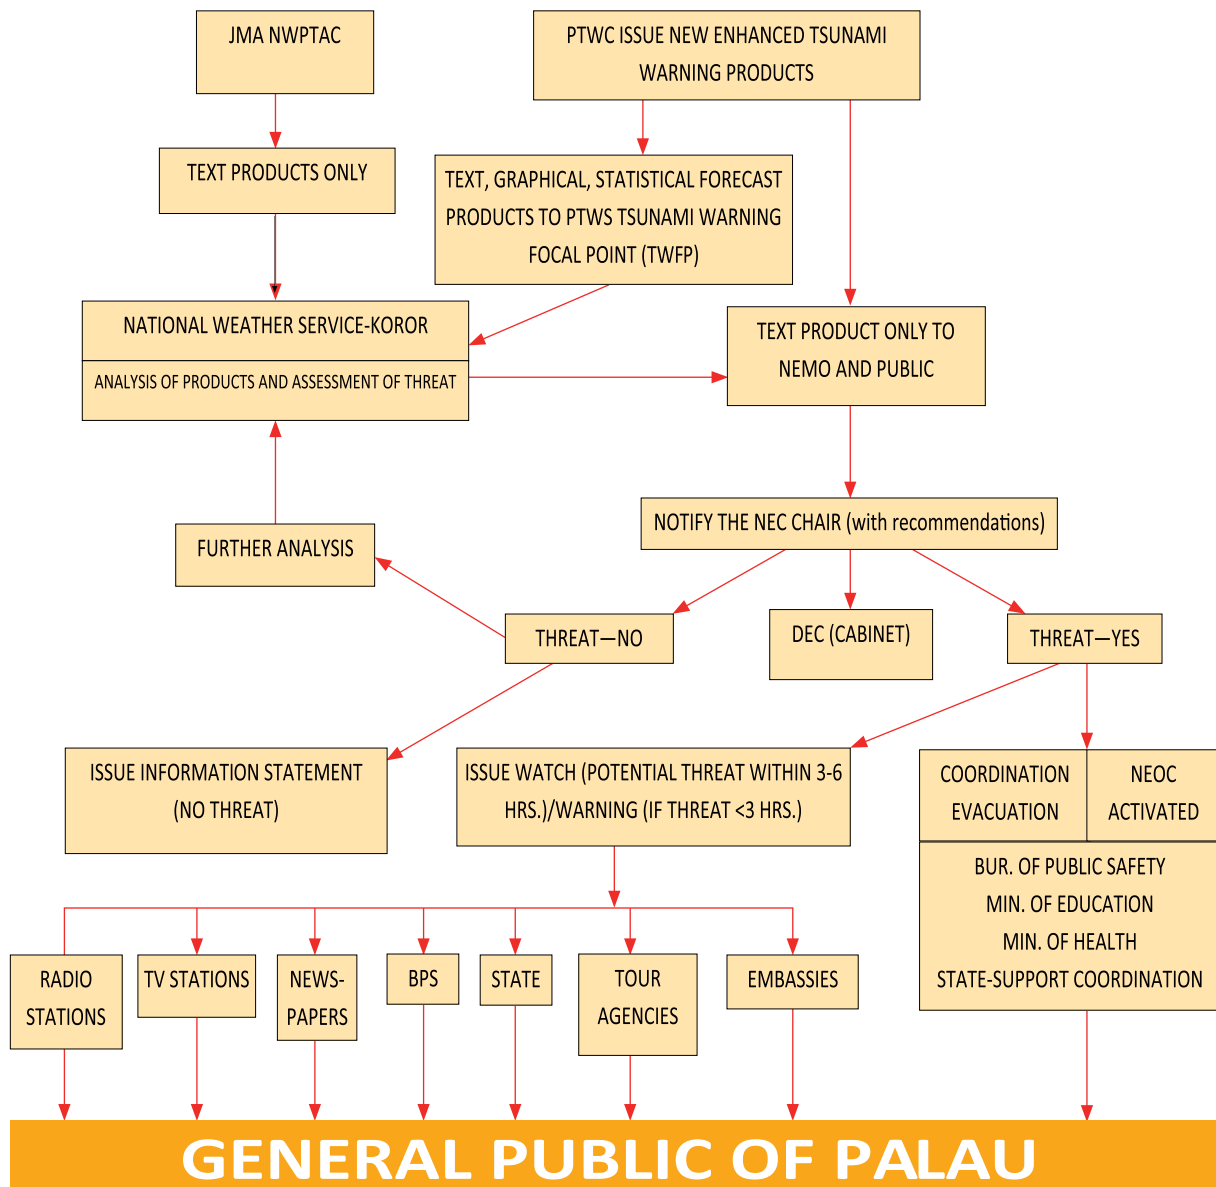 JMA NWPTAC
PTWC ISSUE NEW ENHANCED TSUNAMI
WARNING PRODUCTS
TEXT PRODUCTS ONLY
TEXT, GRAPHICAL, STATISTICAL FORECAST
PRODUCTS TO PTWS TSUNAMI WARNING
FOCAL POINT (TWFP)
NATIONAL WEATHER SERVICE-KOROR
ANALYSIS OF PRODUCTS AND ASSESSMENT OF THREAT
TEXT PRODUCT ONLY TO
NEMO AND PUBLIC
NOTIFY THE NEC CHAIR (with recommendations)
FURTHER ANALYSIS
THREAT—NO
DEC (CABINET)
THREAT—YES
ISSUE INFORMATION STATEMENT
(NO THREAT)
ISSUE WATCH (POTENTIAL THREAT WITHIN 3-6
HRS.)/WARNING (IF THREAT <3 HRS.)
COORDINATION
EVACUATION
NEOC
ACTIVATED
BUR. OF PUBLIC SAFETY
MIN. OF EDUCATION
MIN. OF HEALTH
STATE-SUPPORT COORDINATION
RADIO
STATIONS
TV STATIONS
NEWS-
PAPERS
BPS
STATE
TOUR
AGENCIES
EMBASSIES
GENERAL PUBLIC OF PALAU